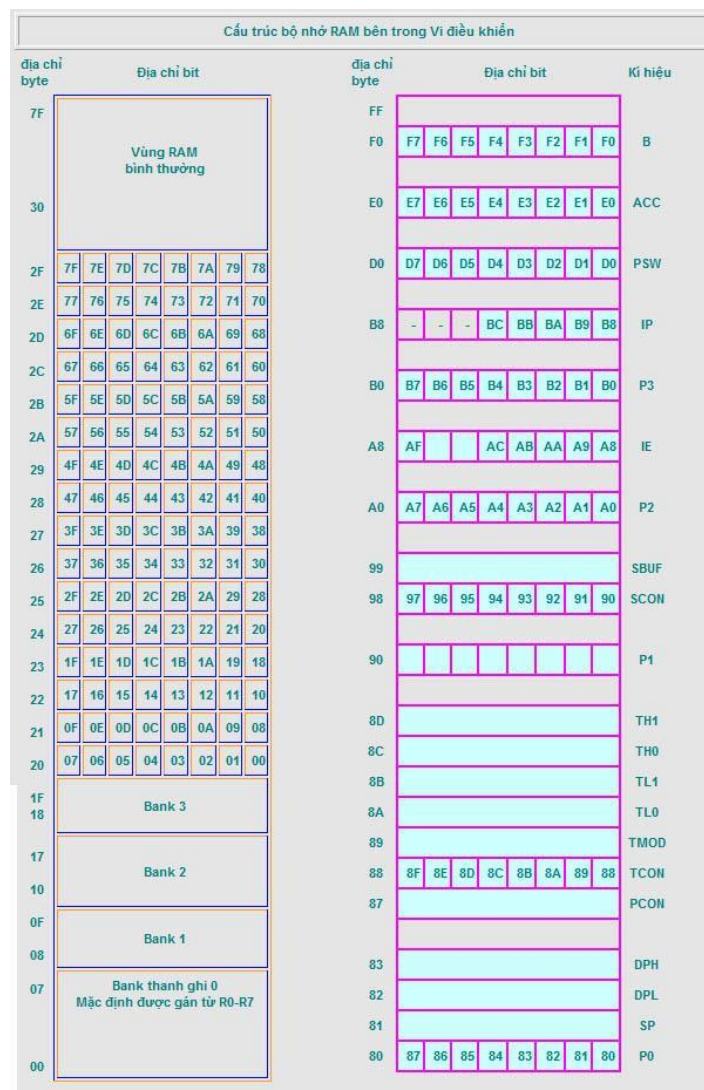 Cấu trúc bộ nhớ RAM bên trong Vi điều khiển
địa chỉ
byte
Địa chỉ bit
7F
Vùng RAM
bình thường
30
2F 7F 7E 7D 7C 7B 7A 79 78
2E 77 76 75 74 73 72 71 70
2D 6F 6E 6D 6C 6B 6A 69 68
2C 67 66 65 64 63 62 61 60
2B 5F 5E 5D 5C 5B 5A 59 58
2A 57 56 55 54 53 52 51 50
29 4F 4E 4D 4C 4B 4A 49 48
28 47 46 45 44 43 42 41 40
27 3F 3E 3D 3C 3B 3A 39 38
26 37 36 35 34 33 32 31 30
25 2F 2E 2D 2C 2B 2A 29 28
24 27 26 25 24 23 22 21 20
23 1F 1E 1D 1C 1B 1A 19 18
22 17 16 15 14 13 12 11 10
21 0F 0E 0D 0C 0B 0A 09 08
20 07 06 05 04 03 02 01 00
1F
18
Bank 3
17
Bank 2
10
0F
Bank 1
08
07
Bank thanh ghi 0
Mặc định được gán từ R0-R7
00
địa chỉ
byte
Địa chỉ bit Kì hiệu
FF
F0 F7 F6 F5 F4 F3 F2 F1 F0 B
E0 E7 E6 E5 E4 E3 E2 E1 E0 ACC
D0 D7 D6 D5 D4 D3 D2 D1 D0 PSW
B8 - - - BC BB BA B9 B8 IP
B0 B7 B6 B5 B4 B3 B2 B1 B0 P3
A8 AF AC AB AA A9 A8 IE
A0 A7 A6 A5 A4 A3 A2 A1 A0 P2
99 SBUF
98 97 96 95 94 93 92 91 90 SCON
90 P1
8D TH1
8C TH0
8B TL1
8A TL0
89 TMOD
88 8F 8E 8D 8C 8B 8A 89 88 TCON
87 PCON
83 DPH
82 DPL
81 SP
80 87 86 85 84 83 82 81 80 P0